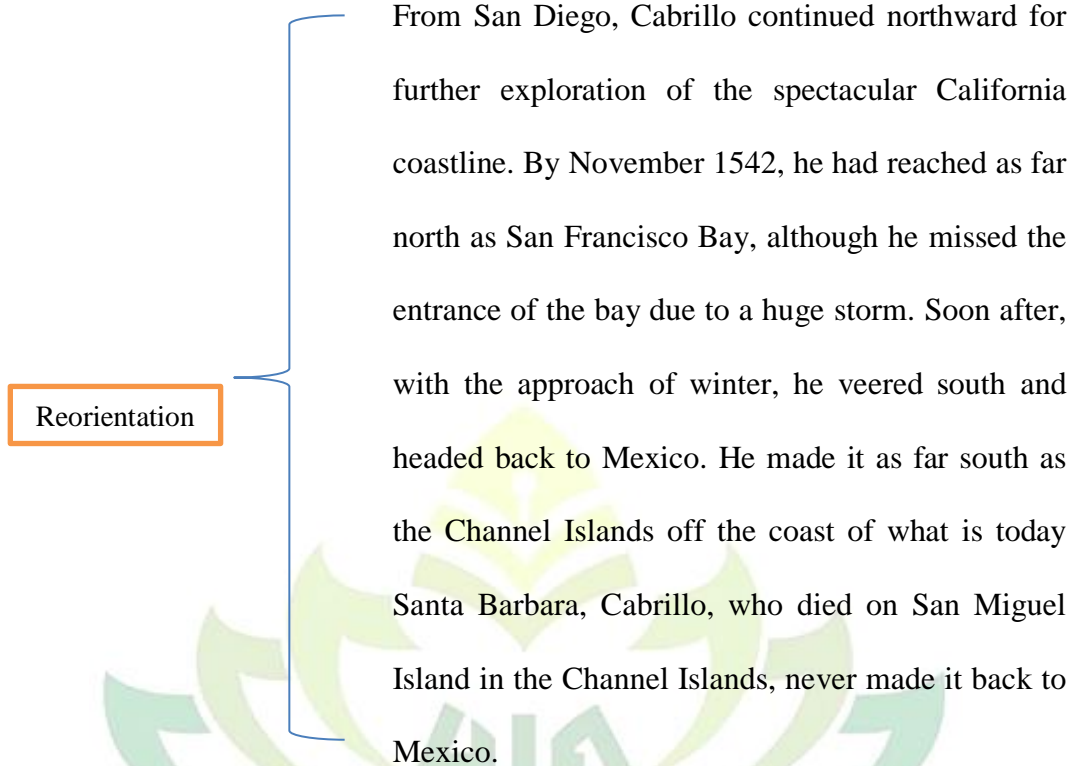 From San Diego, Cabrillo continued northward for
further exploration of the spectacular California
coastline. By November 1542, he had reached as far
north as San Francisco Bay, although he missed the
entrance of the bay due to a huge storm. Soon after,
with the approach of winter, he veered south and
Reorientation
headed back to Mexico. He made it as far south as
the Channel Islands off the coast of what is today
Santa Barbara, Cabrillo, who died on San Miguel
Island in the Channel Islands, never made it back to
Mexico.